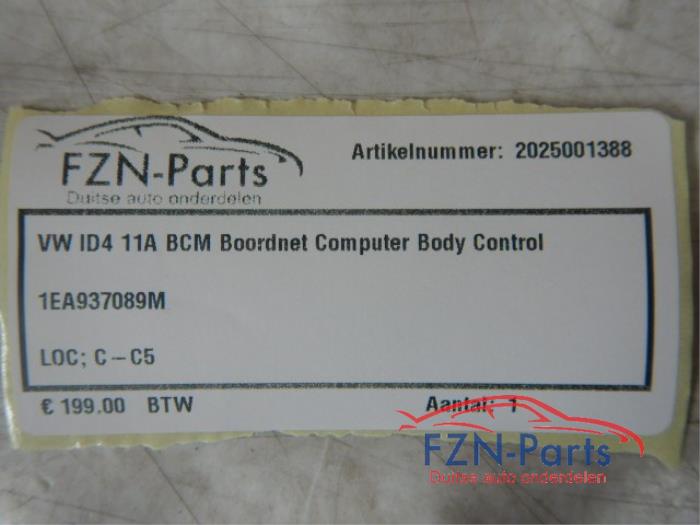 FZN-Parts
Duitse auto onderdelen
Artikelnummer: 2025001388
VW ID4 11A BCM Boordnet Computer Body Control
1EA937089M
LOC; C-C5
€ 199.00 BTW
Aantal: 1
FZN-Parts
Duitse auto onderdelen